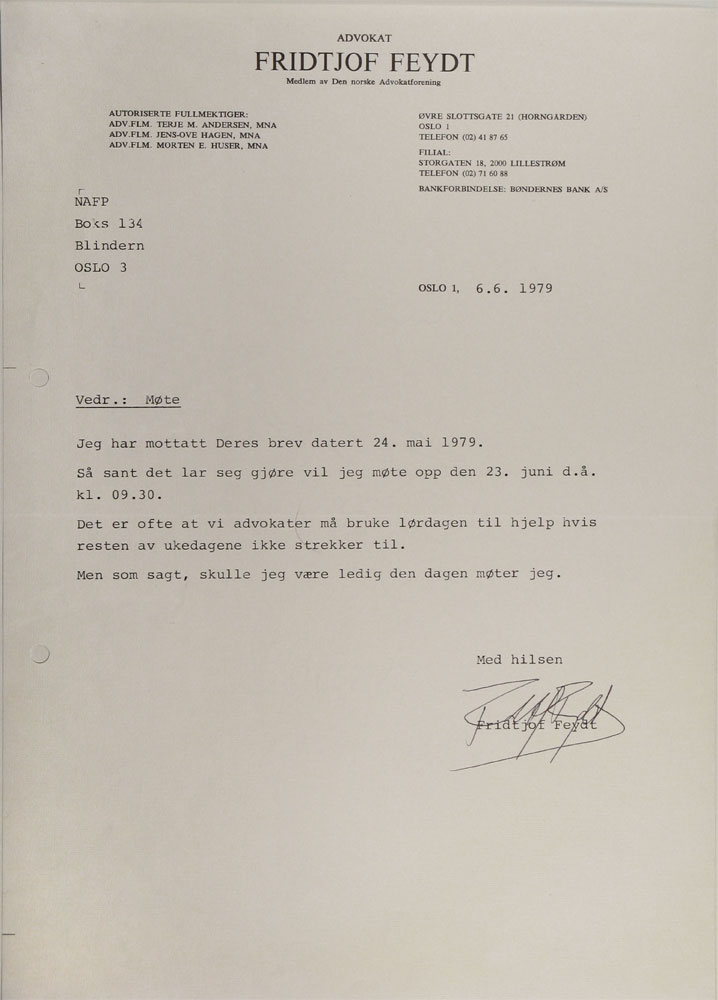 ADVOKAT
FRIDTJOF FEYDT
Medlem av Den norske Advokatforening
AUTORISERTE FULLMEKTIGER:
ADV.FLM. TERJE M. ANDERSEN, MNA
ADV.FLM. JENS-OVE HAGEN, MNA
ADV.FLM. MORTEN E. HUSER, MNA
ØVRE SLOTTSGATE 21 (HORNGÅRDEN)
OSLO 1
TELEFON (02) 41 87 65
FILIAL:
STORGATEN 18, 2000 LILLESTRØM
TELEFON (02) 71 60 88
BANKFORBINDELSE: BØNDERNES BANK A/S
NAFP
Boks 134
Blindern
OSLO 3
OSLO 1, 6.6. 1979
Vedr.: Møte
Jeg har mottatt Deres brev datert 24. mai 1979.
Så sant det lar seg gjøre vil jeg møte opp den 23. juni d.å.
kl. 09.30.
Det er ofte at vi advokater må bruke lørdagen til hjelp hvis
resten av ukedagene ikke strekker til.
Men som sagt, skulle jeg være ledig den dagen møter jeg.
Med hilsen
Fridtjof Feydt